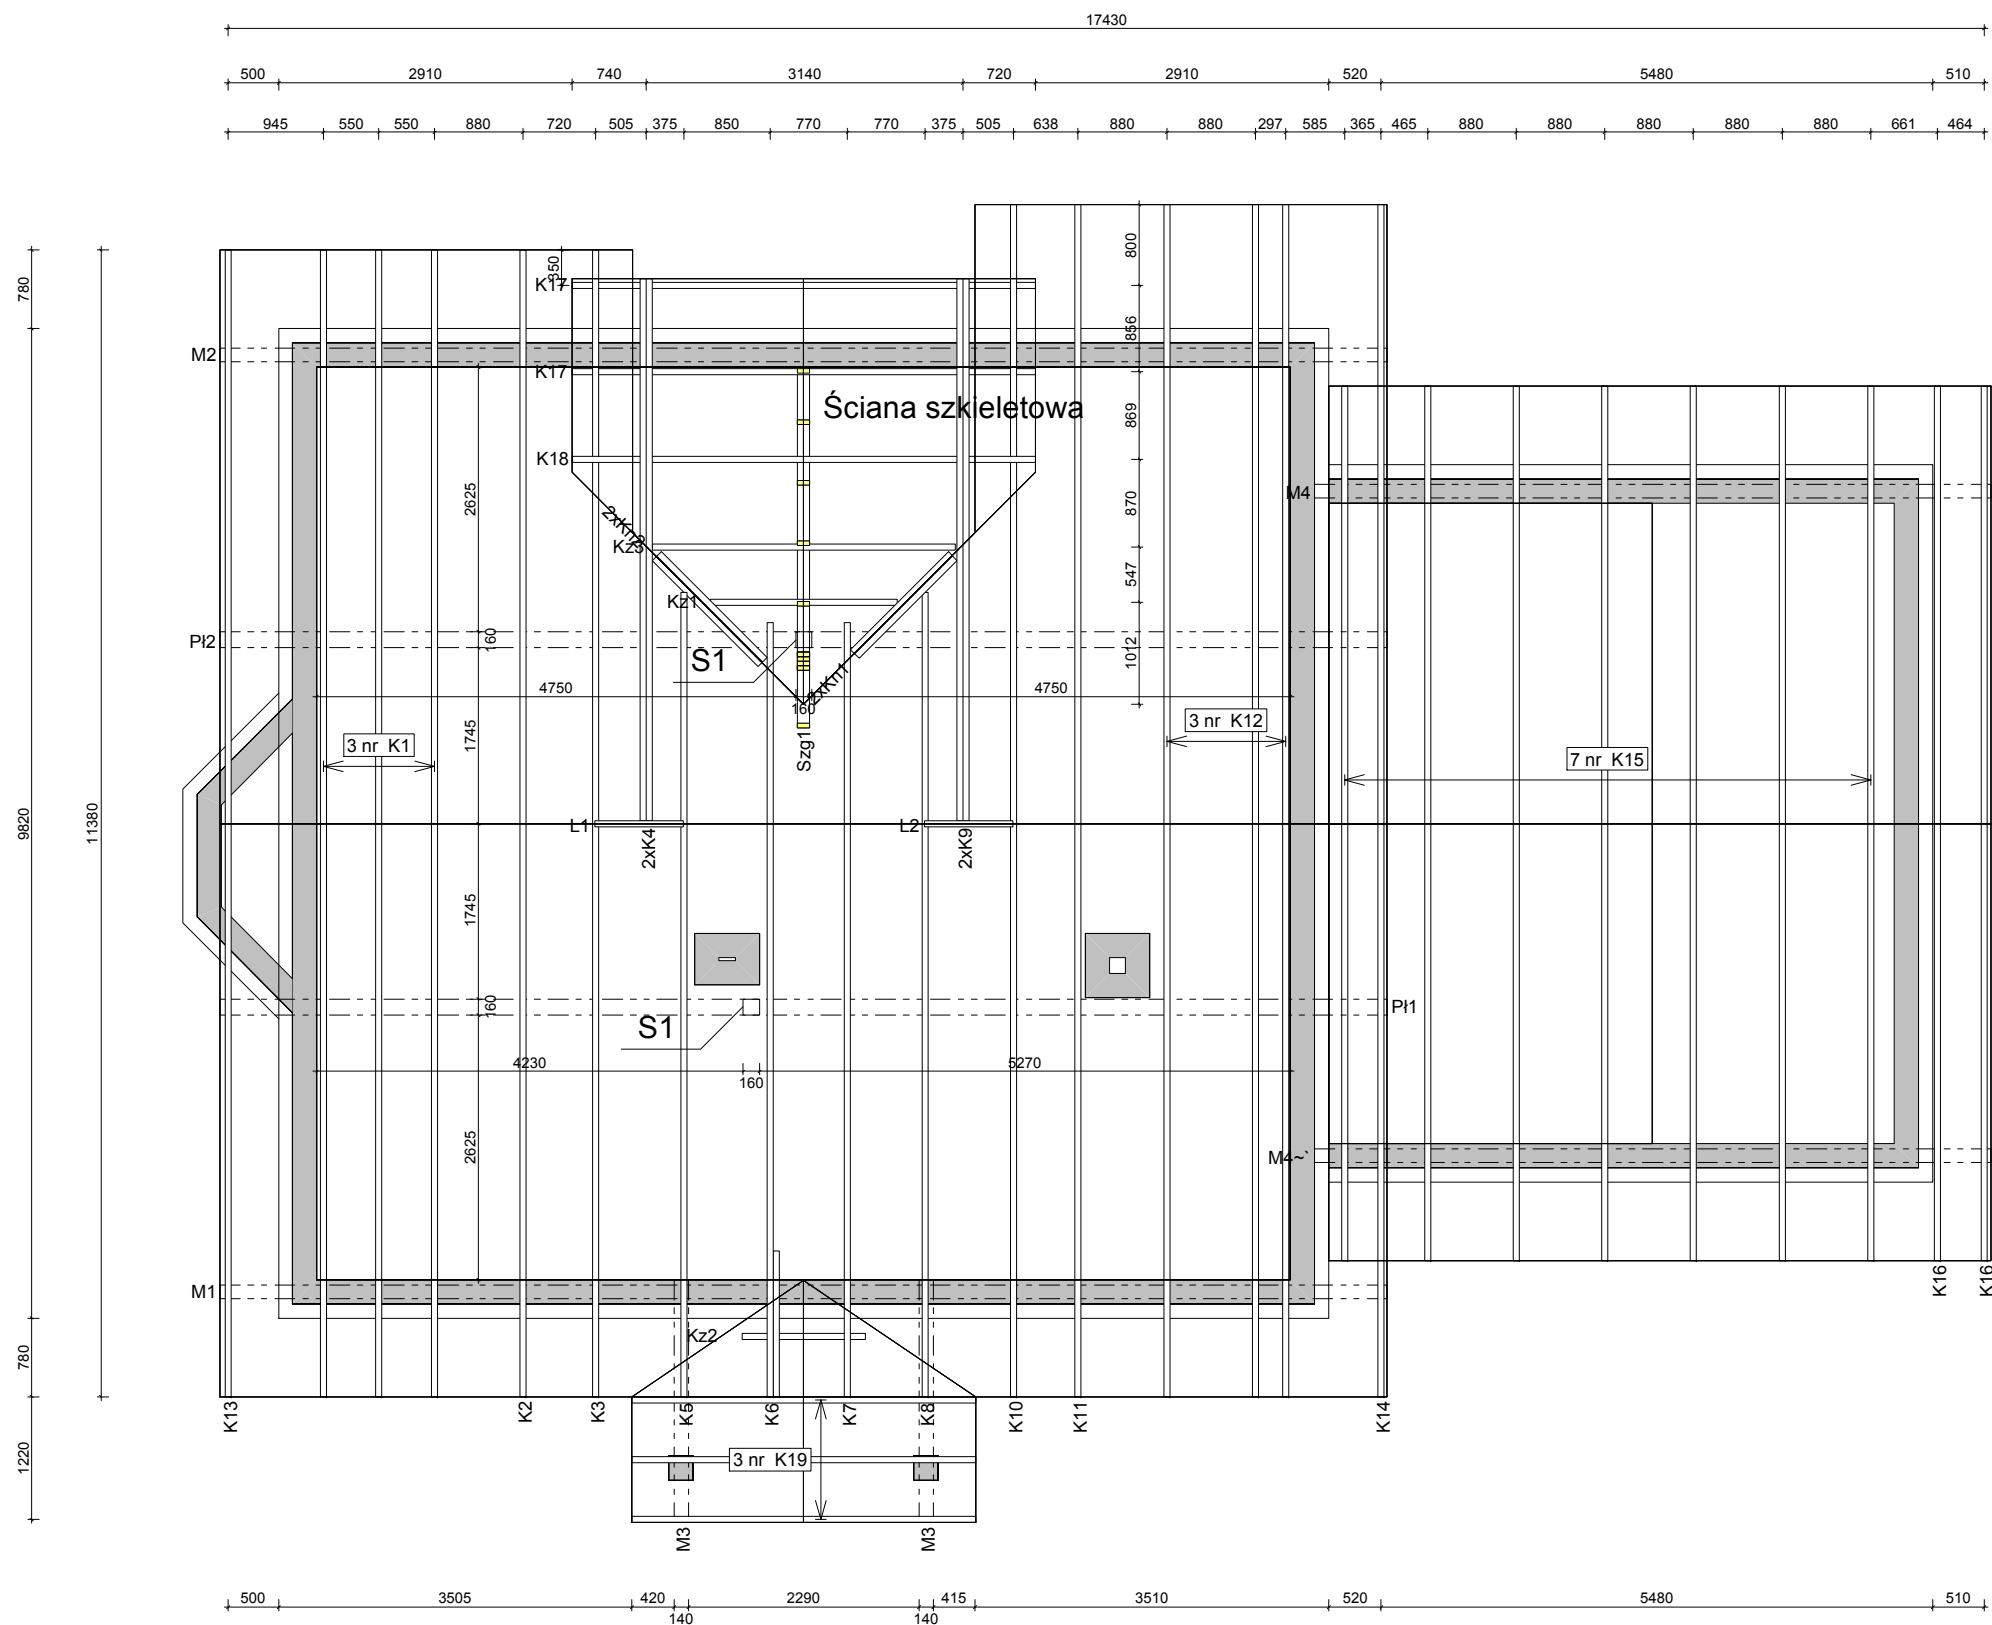 17430
500 2910 740 3140 720 2910 520 5480 510
945 550 550 880 720 505 375 850 770 770 375 505 638 880 880 297 585 365 465 880 880 880 880 880 661 464
780
9820
780
1220
11380
350
800
856
869
870
547
1012
K17
M2
K17
Ściana szkieletowa
K18
2625
M4
2xKm2
Kz3
Kz1
Pł2
160
S1
2xKm1
4750
4750
160
3 nr K1
3 nr K12
1745
Szg1
7 nr K15
L1
L2
2xK4
2xK9
1745
160
Pł1
S1
4230
5270
160
2625
M4~`
M1
Kz2
K16
K16
K13
K2
K3
K5
K6
K7
K8
K10
K11
K14
3 nr K19
M3
M3
500 3505 420 2290 415 3510 520 5480 510
140 140